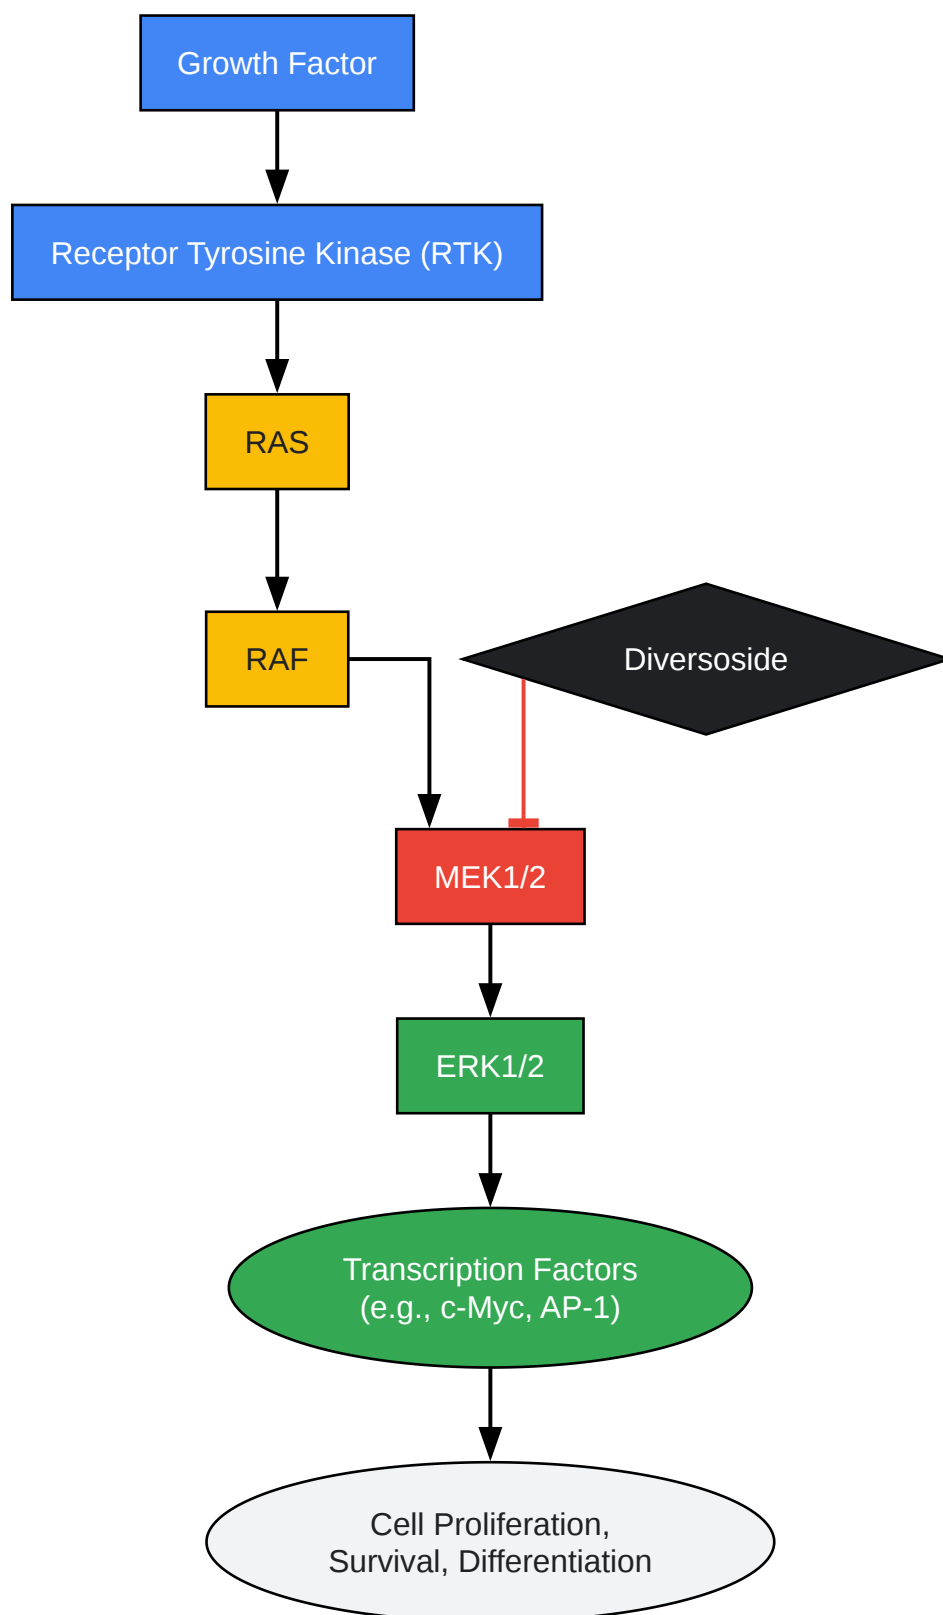 Growth Factor
Receptor Tyrosine Kinase (RTK)
RAS
RAF
Diversoside
MEK1/2
ERK1/2
Transcription Factors
(e.g., c-Myc, AP-1)
Cell Proliferation,
Survival, Differentiation